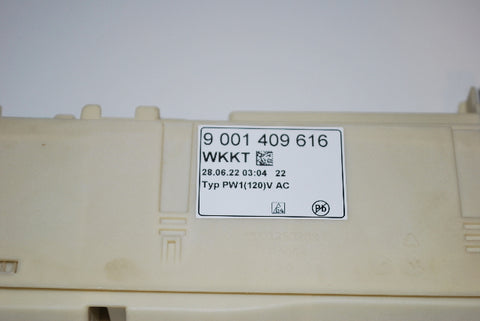 9 001 409 616
WKKT
28.06.22 03:04 22
Typ PW1(120)V AC
Pb